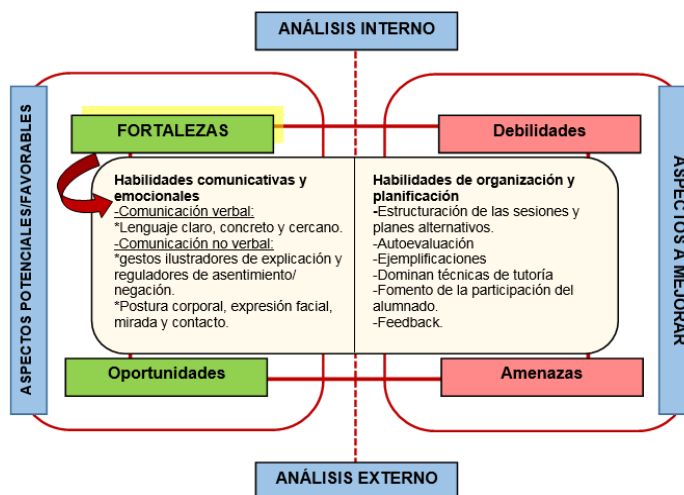 ANÁLISIS INTERNO
ASPECTOS POTENCIALES/FAVORABLES
FORTALEZAS
Debilidades
Habilidades comunicativas y
emocionales
-Comunicación verbal:
*Lenguaje claro, concreto y cercano.
-Comunicación no verbal:
*gestos ilustradores de explicación y
reguladores de asentimiento/
negación.
*Postura corporal, expresión facial,
mirada y contacto.
Habilidades de organización y
planificación
-Estructuración de las sesiones y
planes alternativos.
-Autoevaluación
-Ejemplificaciones
-Dominan técnicas de tutoría
-Fomento de la participación del
alumnado.
-Feedback.
ASPECTOS A MEJORAR
Oportunidades
Amenazas
ANÁLISIS EXTERNO